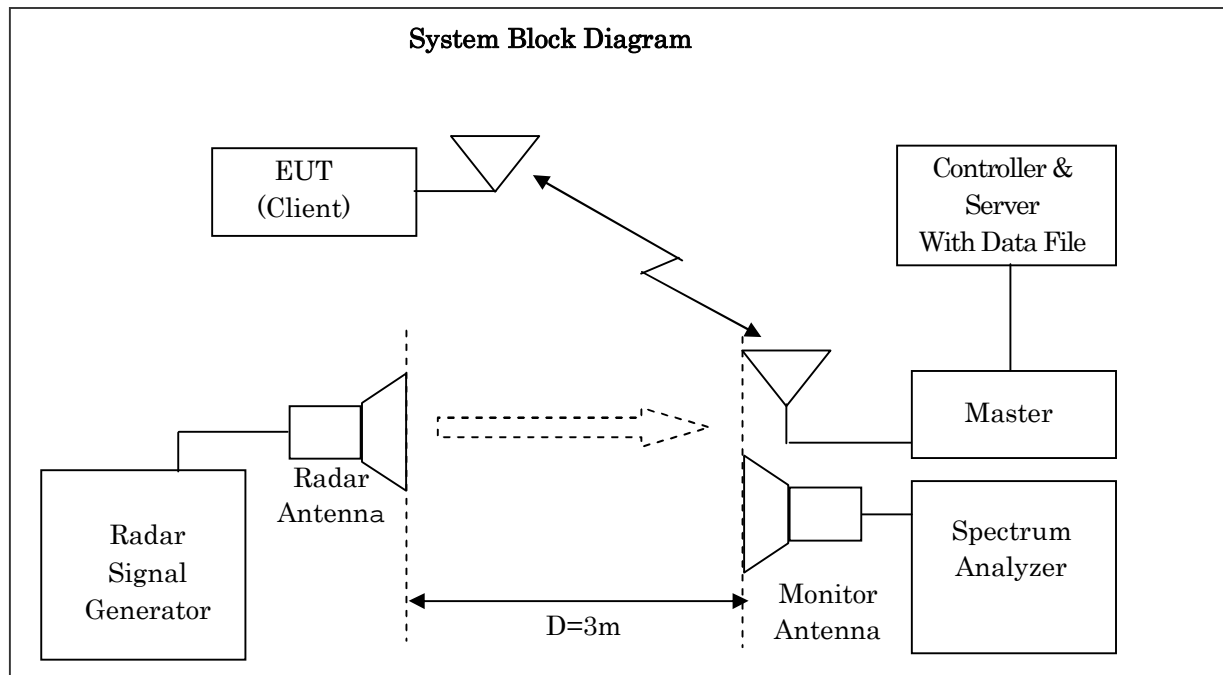 System Block Diagram
EUT
(Client)
Controller &
Server
With Data File
Master
Radar
Antenna
Radar
Signal
Generator
Spectrum
Analyzer
Monitor
Antenna
D=3m